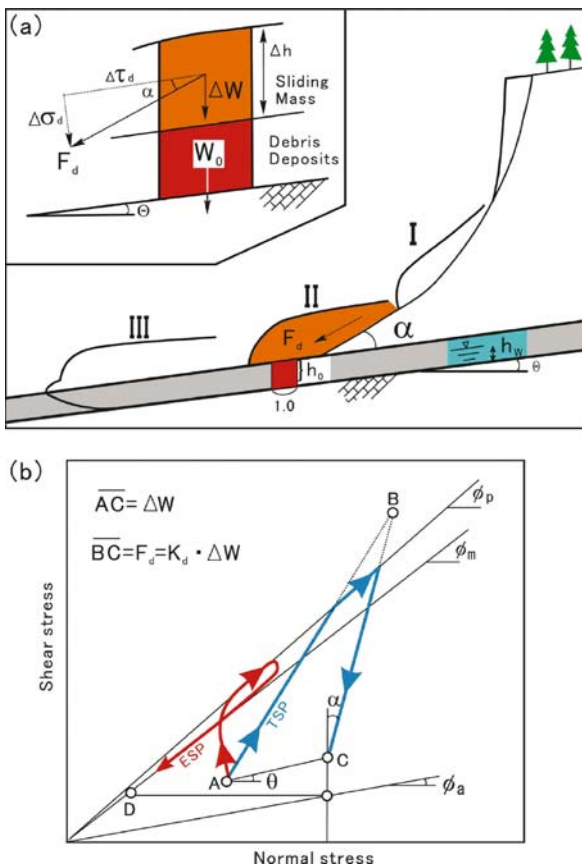 (a)
Δτd
α
Δh
Δσd
ΔW
Sliding
Mass
Fd
W0
Debris
Deposits
Θ
I
II
III
Fd
α
hw
h0
θ
1.0
(b)
AC= ΔW
B
ϕp
BC=Fd=Kd · ΔW
ϕm
Shear stress
ESP
TSP
α
C
A
θ
D
ϕa
Normal stress